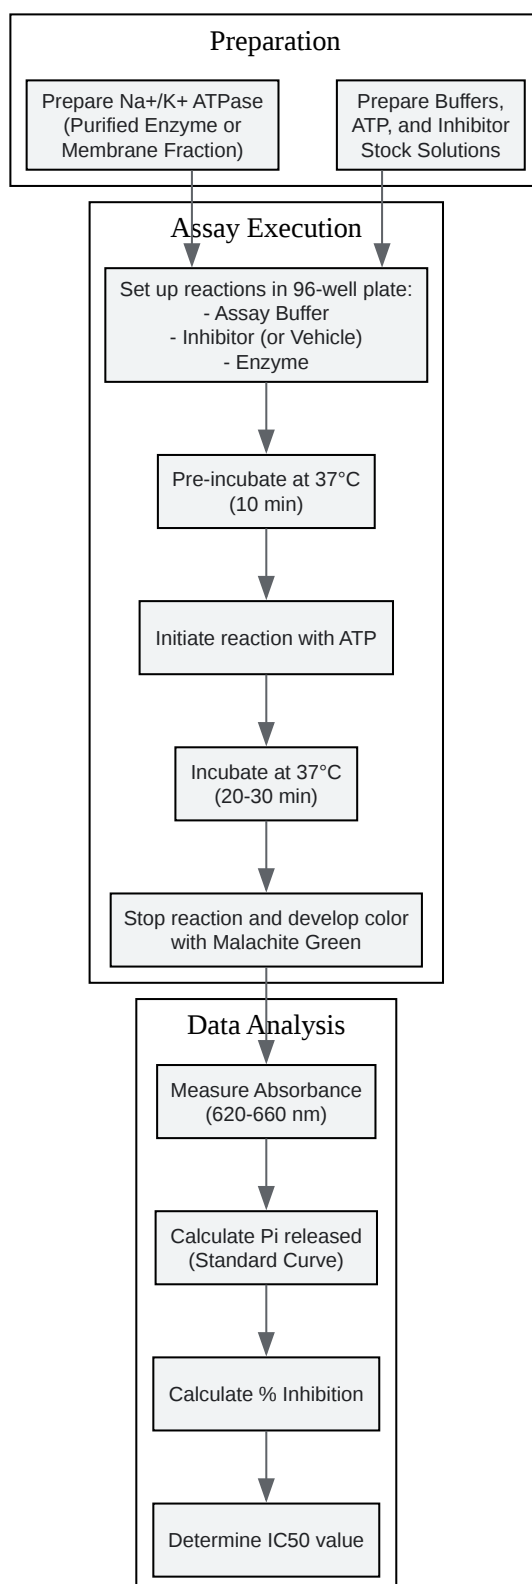 Preparation
Prepare Na+/K+ ATPase
(Purified Enzyme or
Membrane Fraction)
Prepare Buffers,
ATP, and Inhibitor
Stock Solutions
Assay Execution
Set up reactions in 96-well plate:
- Assay Buffer
- Inhibitor (or Vehicle)
- Enzyme
Pre-incubate at 37°C
(10 min)
Initiate reaction with ATP
Incubate at 37°C
(20-30 min)
Stop reaction and develop color
with Malachite Green
Data Analysis
Measure Absorbance
(620-660 nm)
Calculate Pi released
(Standard Curve)
Calculate % Inhibition
Determine IC50 value